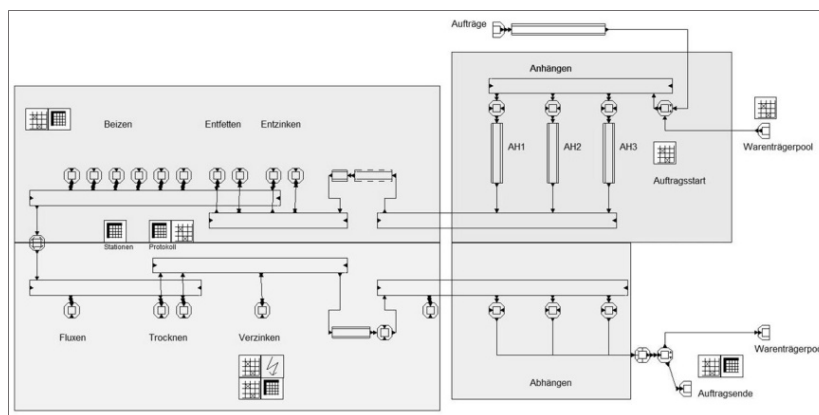 Aufträge
Anhängen
Beizen
Entfetten
Entzinken
AH1
AH2
AH3
Warenträgerpool
Auftragsstart
Stationen
Protokoll
Fluxen
Trocknen
Verzinken
Warenträgerpool
Abhängen
Auftragsende